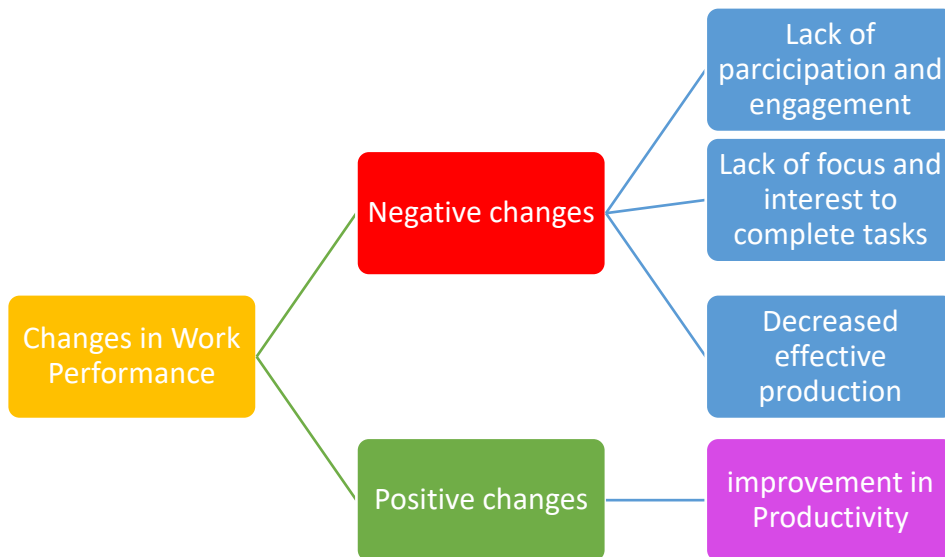 Lack of
parcicipation and
engagement
Lack of focus and
interest to
complete tasks
Negative changes
Changes in Work
Performance
Decreased
effective
production
Positive changes
improvement in
Productivity